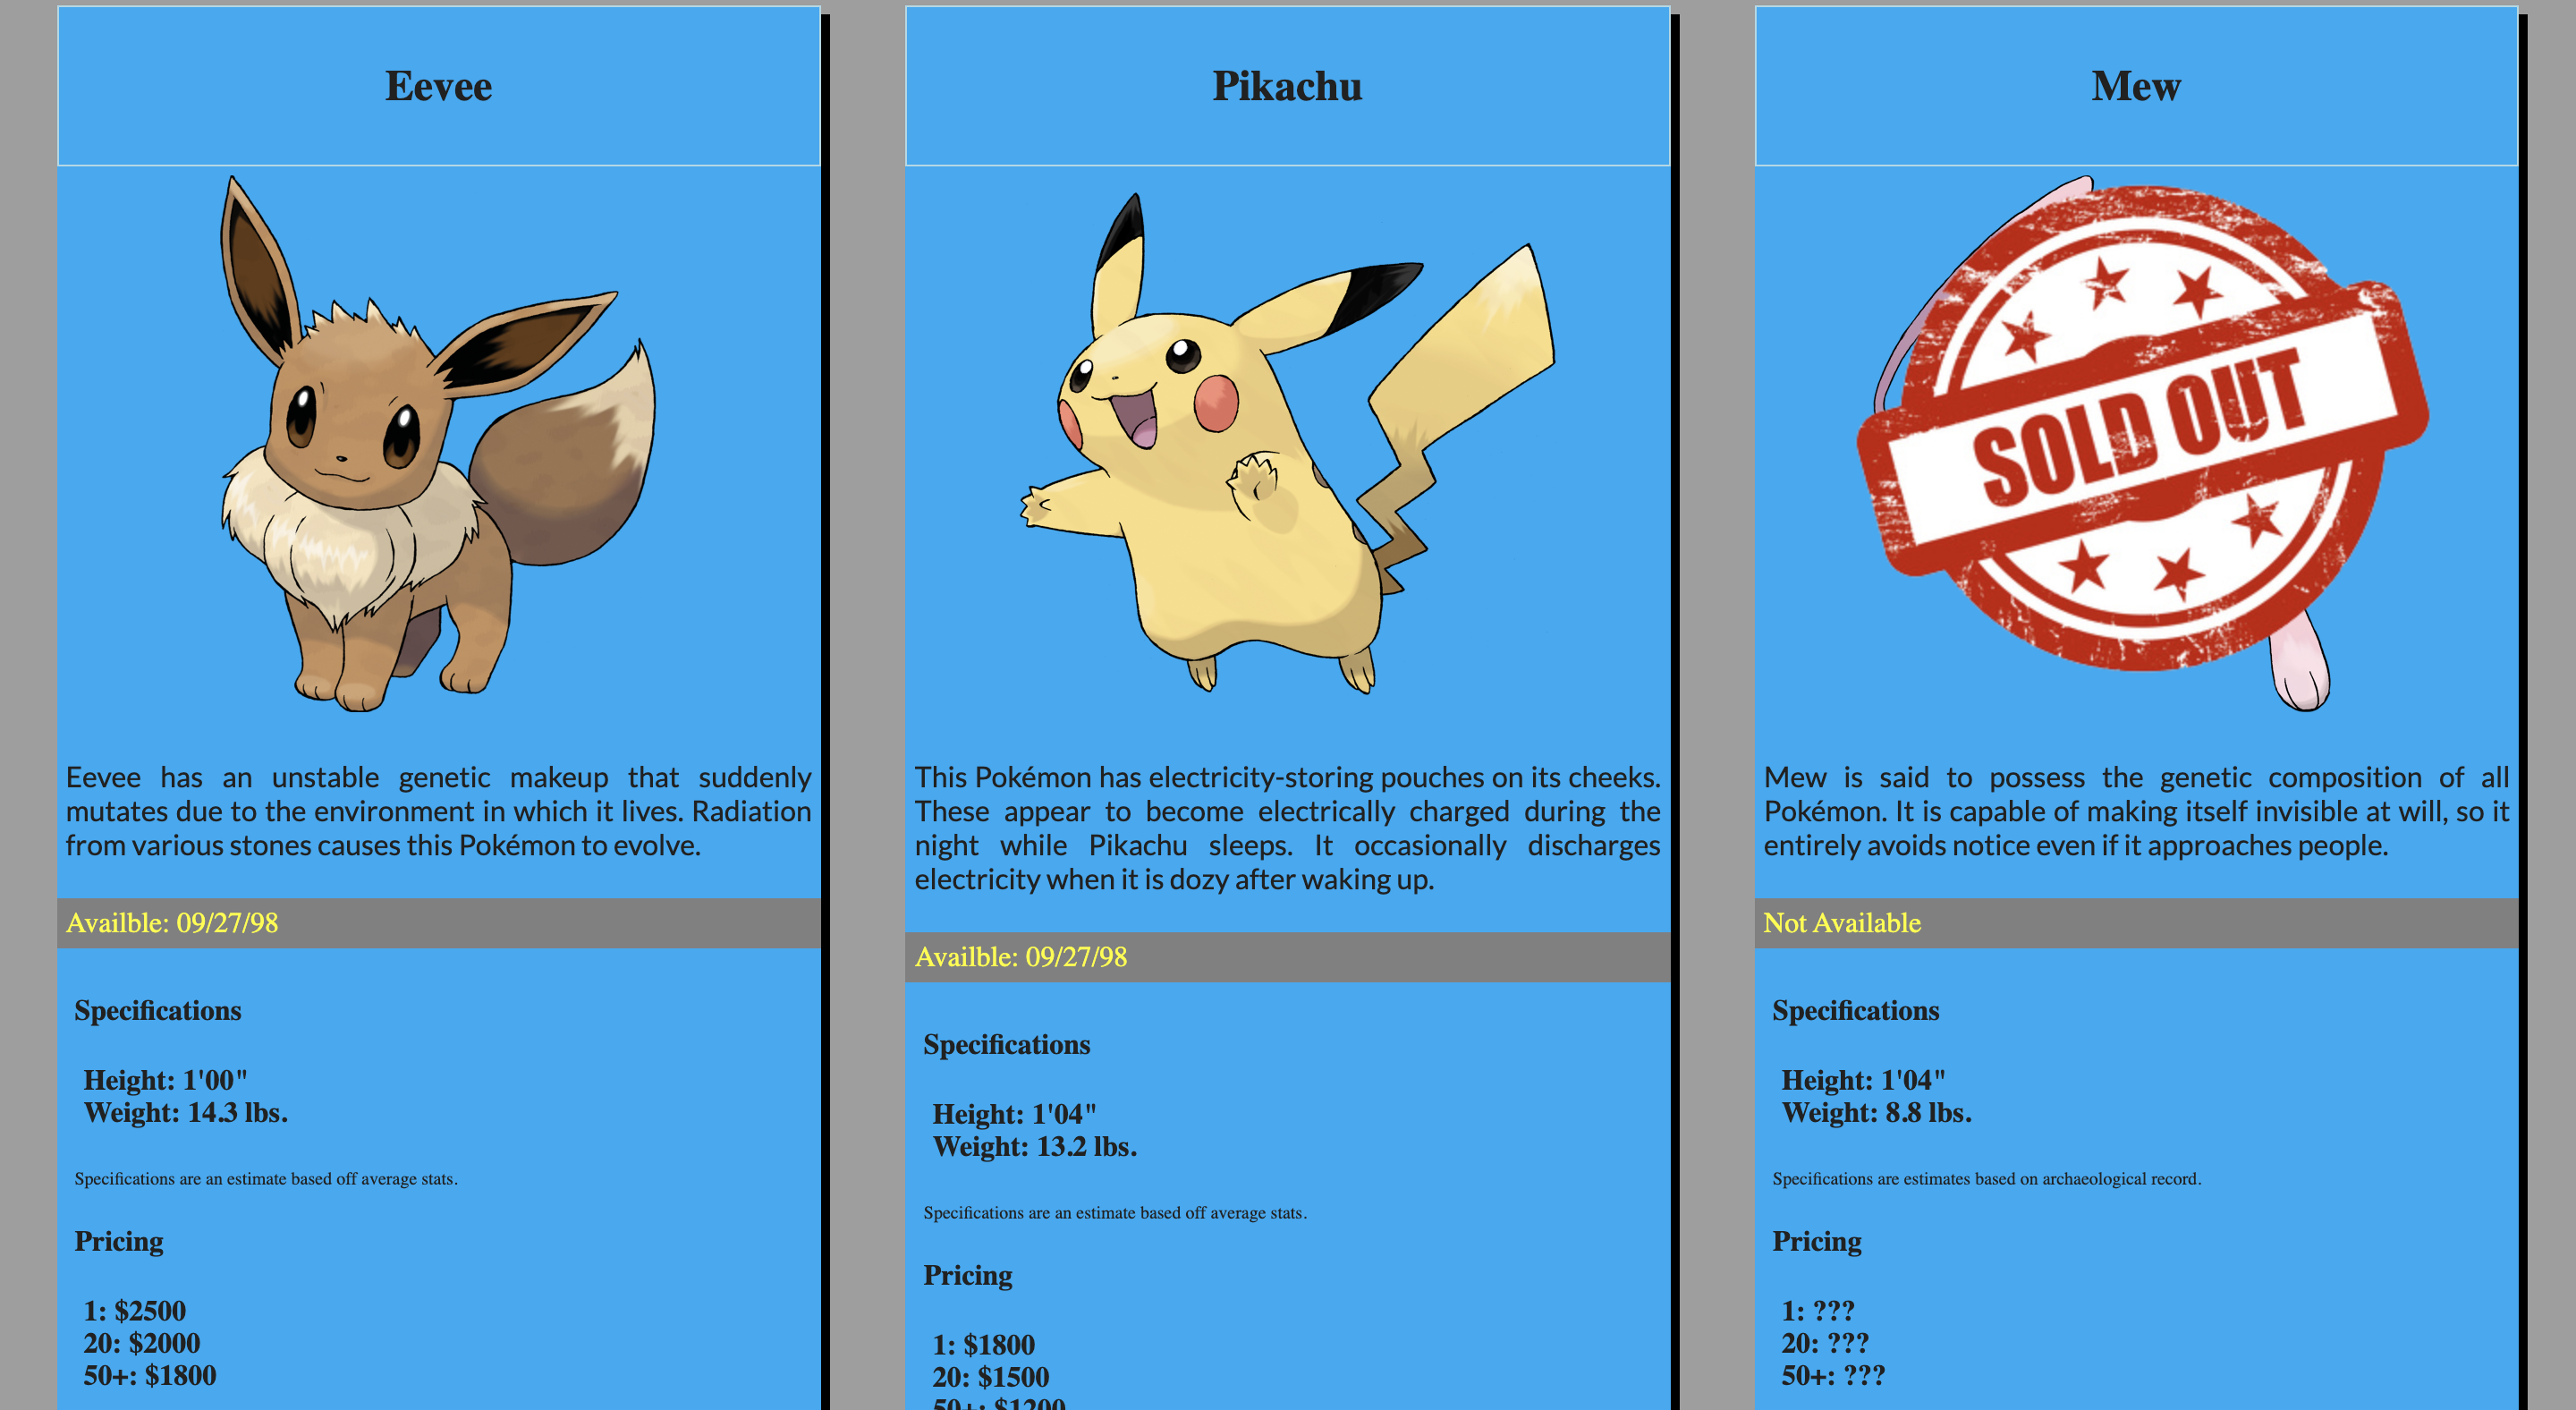 Eevee
Eevee has an unstable genetic makeup that suddenly
mutates due to the environment in which it lives. Radiation
from various stones causes this Pokémon to evolve.
Availble: 09/27/98
Specifications
Height: 1'00"
Weight: 14.3 lbs.
Specifications are an estimate based off average stats.
Pricing
1: $2500
20: $2000
50+: $1800
Pikachu
This Pokémon has electricity-storing pouches on its cheeks.
These appear to become electrically charged during the
night while Pikachu sleeps. It occasionally discharges
electricity when it is dozy after waking up.
Availble: 09/27/98
Specifications
Height: 1'04"
Weight: 13.2 lbs.
Specifications are an estimate based off average stats.
Pricing
1: $1800
20: $1500
50+: $1200
Mew
SOLD OUT
Mew is said to possess the genetic composition of all
Pokémon. It is capable of making itself invisible at will, so it
entirely avoids notice even if it approaches people.
Not Available
Specifications
Height: 1'04"
Weight: 8.8 lbs.
Specifications are estimates based on archaeological record.
Pricing
1: ???
20: ???
50+: ???